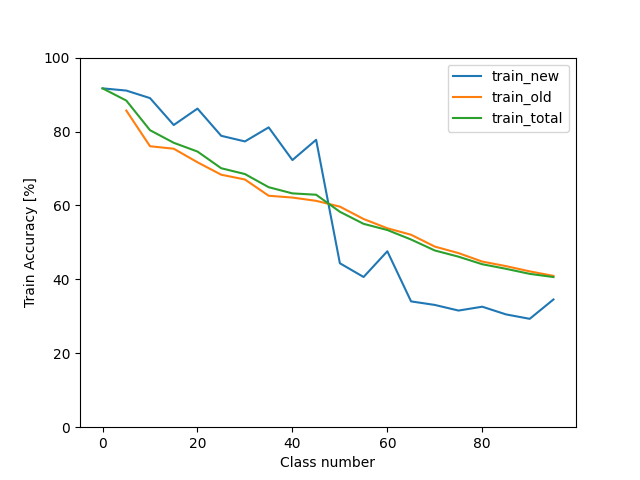 100
80
60
40
20
0
Train Accuracy [%]
train_new
train_old
train_total
0 20 40 60 80
Class number